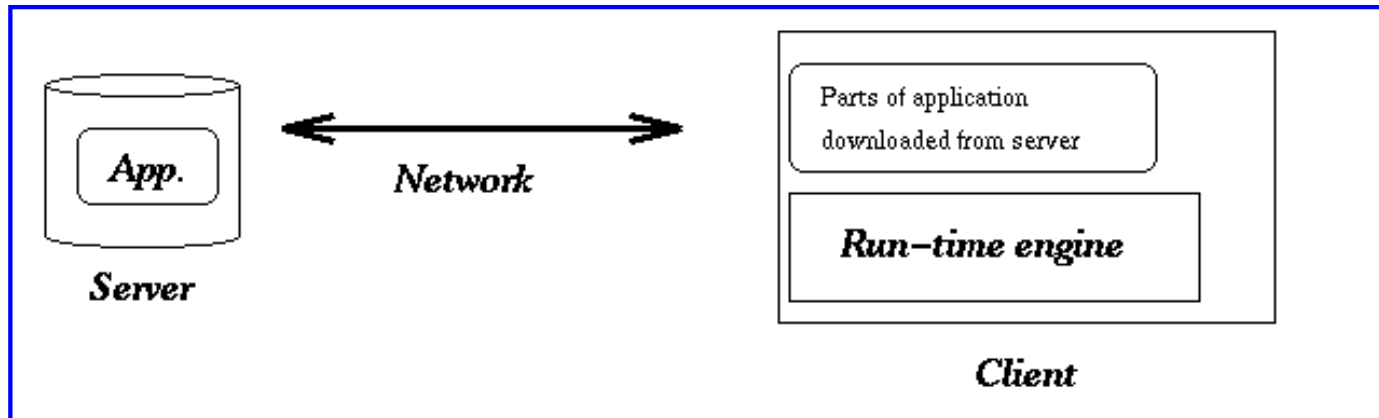 App.
Server
Network
Parts of application
downloaded from server
Run-time engine
Client